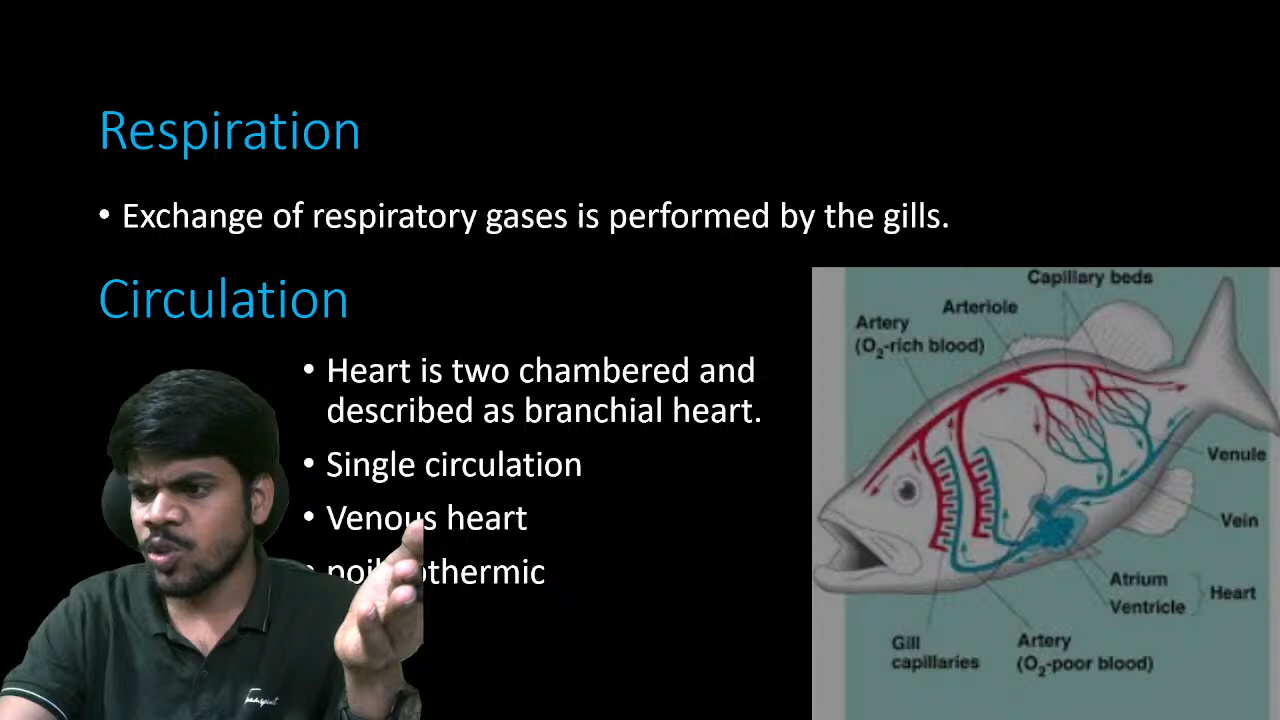 Respiration
• Exchange of respiratory gases is performed by the gills.
Circulation
• Heart is two chambered and
described as branchial heart.
• Single circulation
• Venous heart
Capillary beds
Arteriole
Artery
(O₂-rich blood)
Venule
Vein
Atrium
Ventricle
Heart
Gill
capillaries
Artery
(O₂-poor blood)